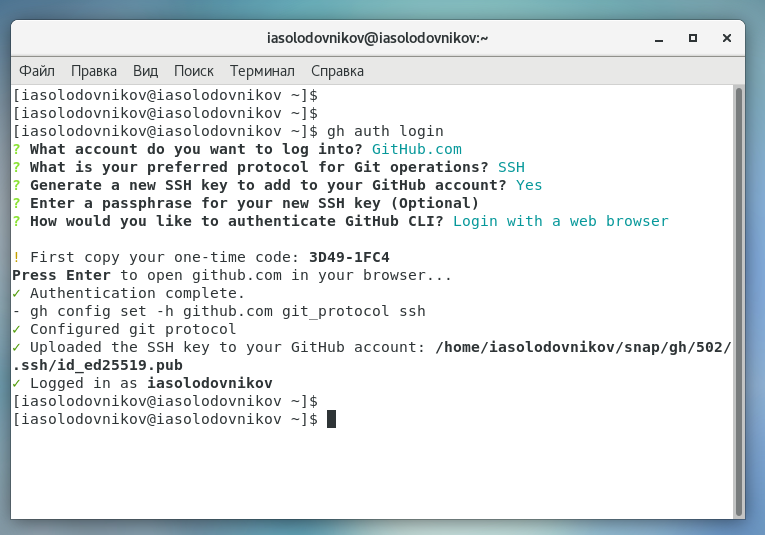 iasolodovnikov@iasolodovnikov:~
Файл Правка Вид Поиск Терминал Справка
[iasolodovnikov@iasolodovnikov ~]$
[iasolodovnikov@iasolodovnikov ~]$
[iasolodovnikov@iasolodovnikov ~]$ gh auth login
? What account do you want to log into? GitHub.com
? What is your preferred protocol for Git operations? SSH
? Generate a new SSH key to add to your GitHub account? Yes
? Enter a passphrase for your new SSH key (Optional)
? How would you like to authenticate GitHub CLI? Login with a web browser
! First copy your one-time code: 3D49-1FC4
Press Enter to open github.com in your browser...
✓ Authentication complete.
- gh config set -h github.com git_protocol ssh
✓ Configured git protocol
✓ Uploaded the SSH key to your GitHub account: /home/iasolodovnikov/snap/gh/502/
.ssh/id_ed25519.pub
✓ Logged in as iasolodovnikov
[iasolodovnikov@iasolodovnikov ~]$
[iasolodovnikov@iasolodovnikov ~]$